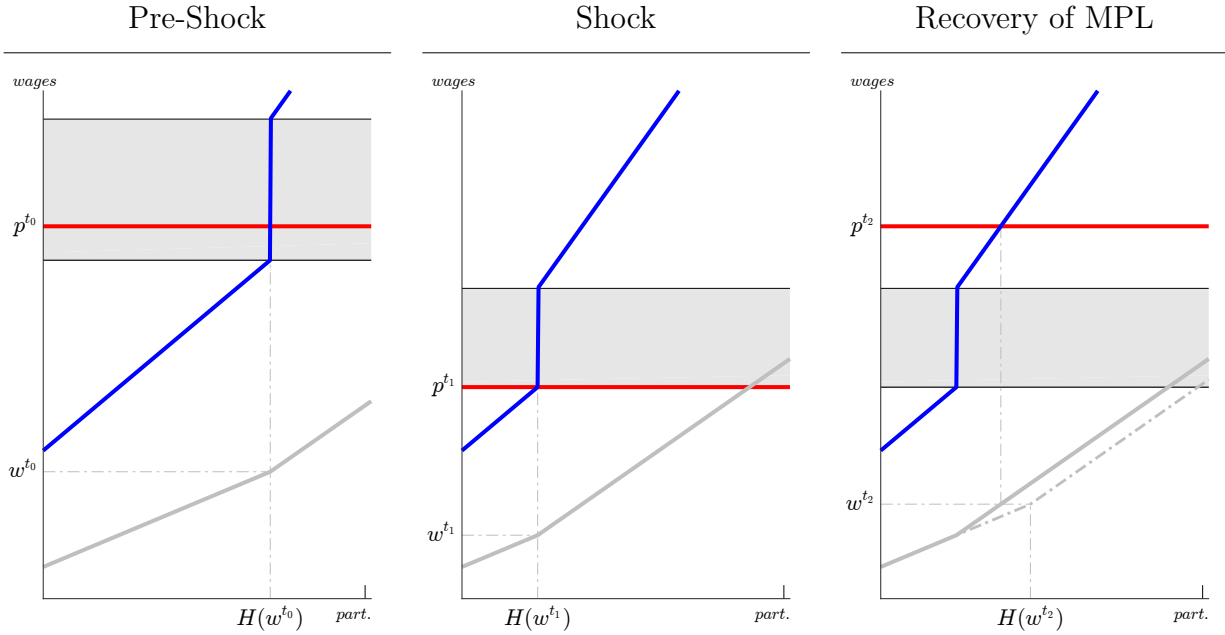 Pre-Shock
wages
p^{t_0}
w^{t_0}
H(w^{t_0})
part.
Shock
wages
p^{t_1}
w^{t_1}
H(w^{t_1})
part.
Recovery of MPL
wages
p^{t_2}
w^{t_2}
H(w^{t_2})
part.